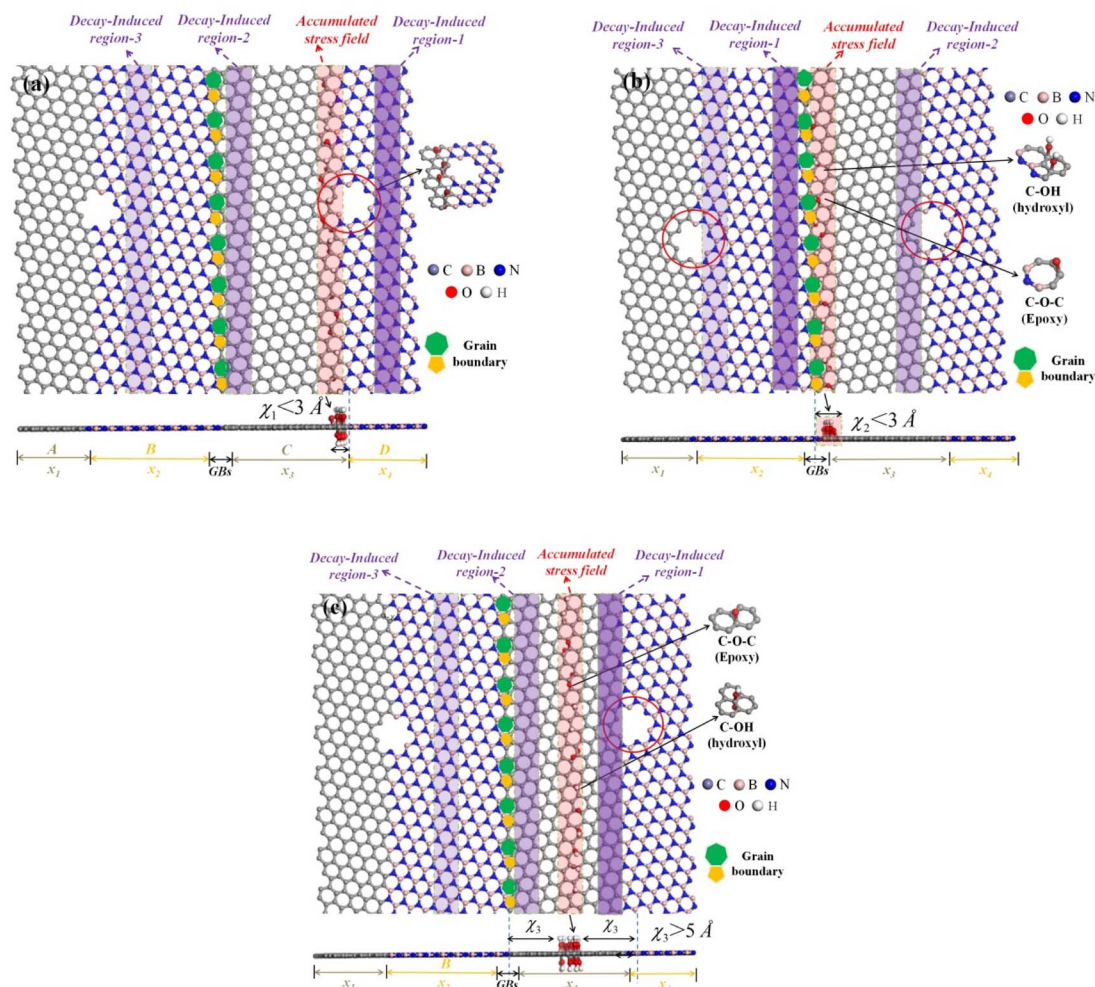 Decay-Induced
region-3
Decay-Induced
region-2
Accumulated
stress field
Decay-Induced
region-1
(a)
C B N
O H
Grain
boundary
χ1<3 Å
A B C D
x1 x2 GBs x3 x4
Decay-Induced
region-3
Decay-Induced
region-1
Accumulated
stress field
Decay-Induced
region-2
(b)
C B N
O H
C-OH
(hydroxyl)
C-O-C
(Epoxy)
Grain
boundary
χ2<3 Å
x1 x2 GBs x3 x4
Decay-Induced
region-3
Decay-Induced
region-2
Accumulated
stress field
Decay-Induced
region-1
(c)
C-O-C
(Epoxy)
C-OH
(hydroxyl)
C B N
O H
Grain
boundary
χ3 χ3 χ3>5 Å
B
GBs